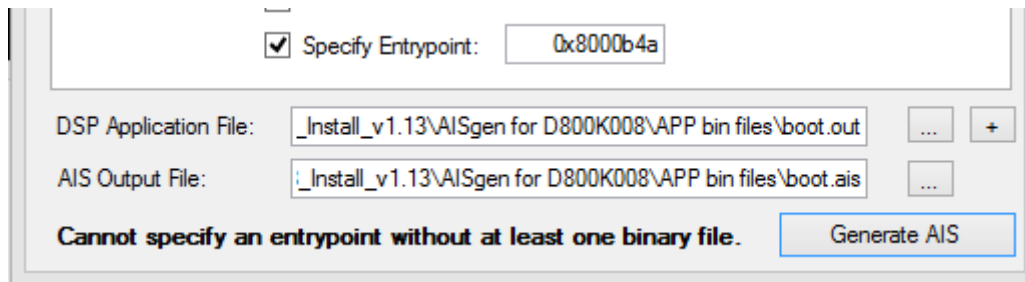 Specify Entrypoint: 0x8000b4a
DSP Application File: _Install_v1.13\AISgen for D800K008\APP bin files\boot.out ... +
AIS Output File: _Install_v1.13\AISgen for D800K008\APP bin files\boot.ais ...
Cannot specify an entrypoint without at least one binary file. Generate AIS